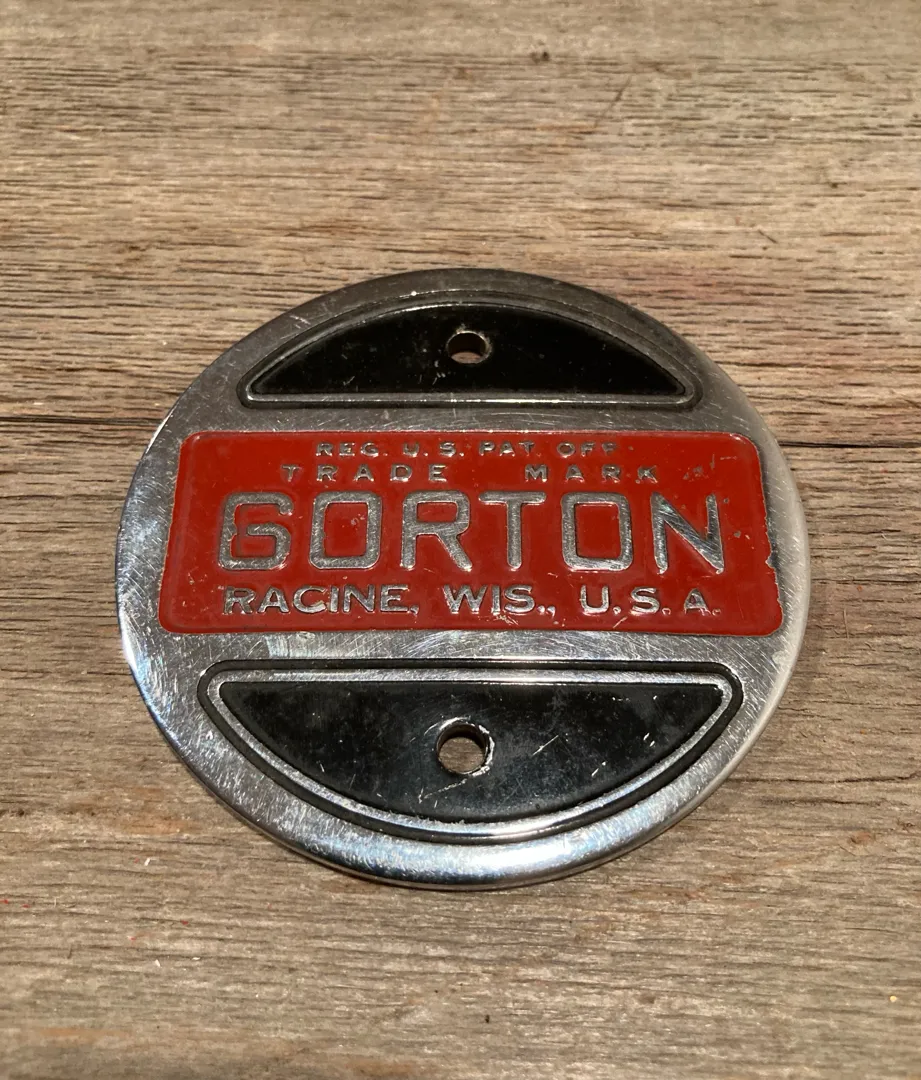 REG. U.S. PAT. OFF
TRADE MARK
GORTON
RACINE, WIS., U.S.A.